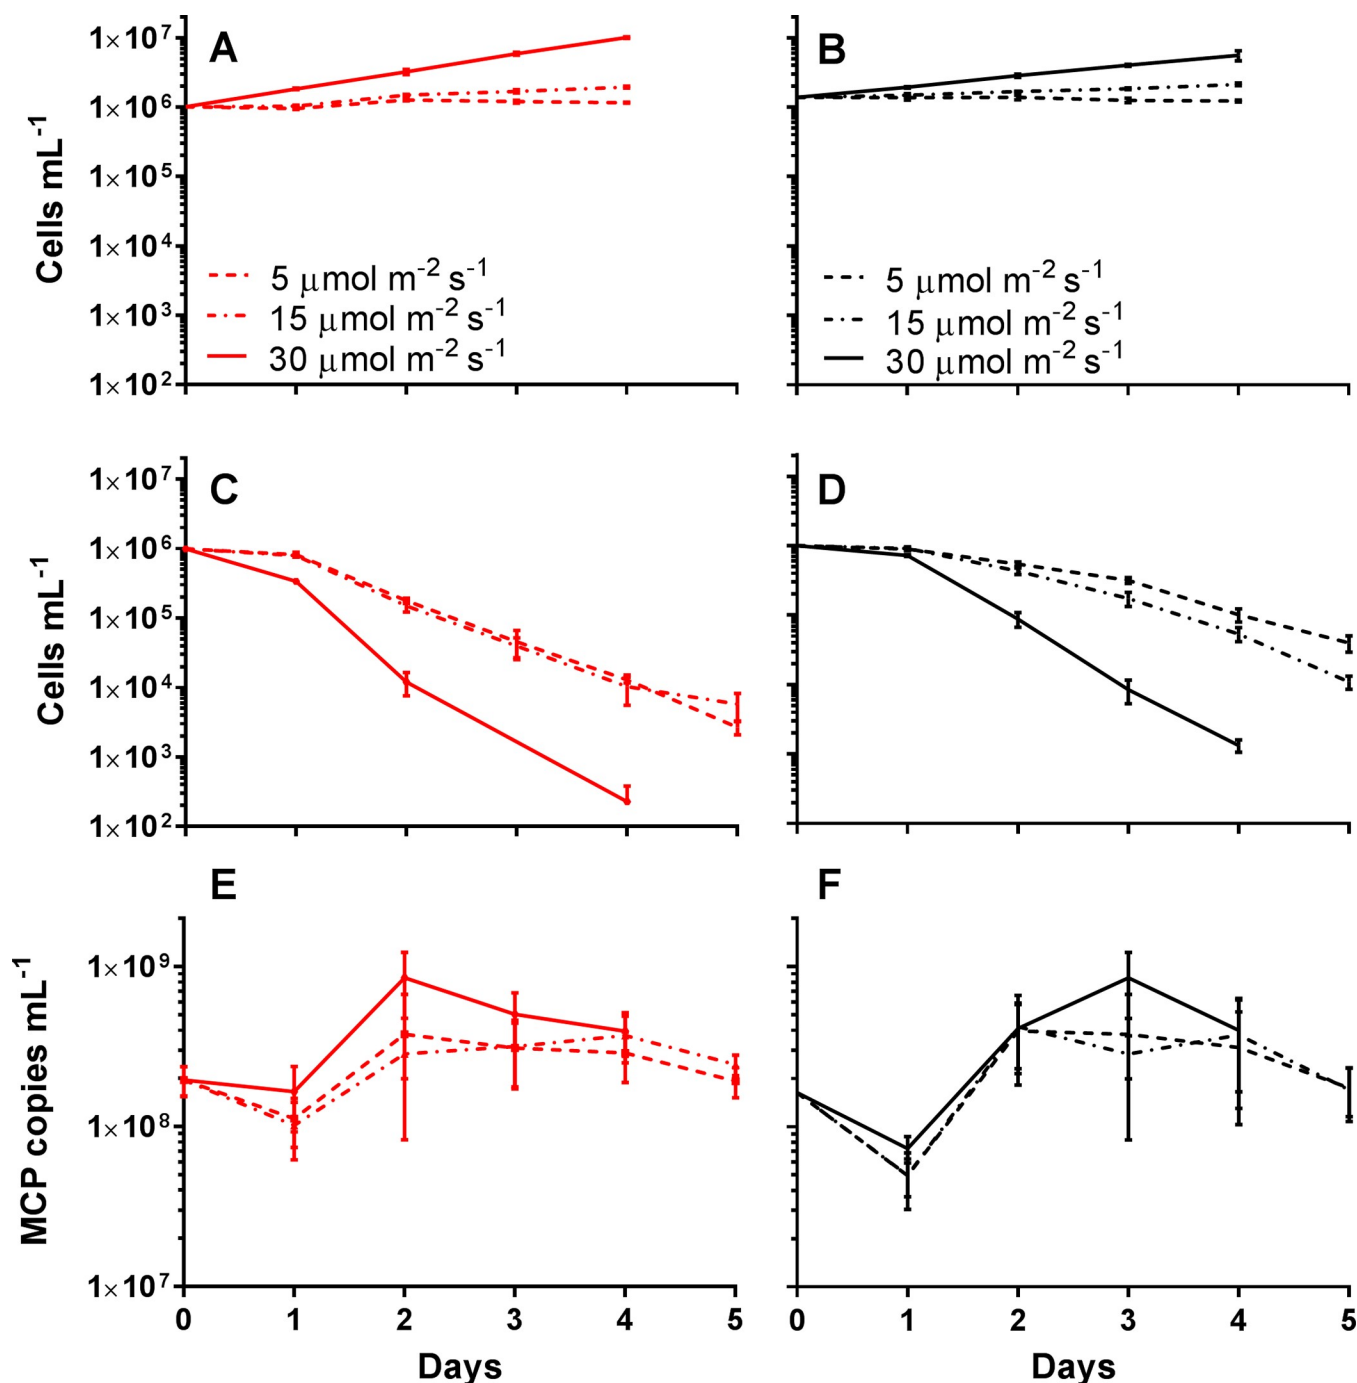 A
B
Cells mL⁻¹
1×10⁷
1×10⁶
1×10⁵
1×10⁴
1×10³
1×10²
5 μmol m⁻² s⁻¹
15 μmol m⁻² s⁻¹
30 μmol m⁻² s⁻¹
5 μmol m⁻² s⁻¹
15 μmol m⁻² s⁻¹
30 μmol m⁻² s⁻¹
C
D
Cells mL⁻¹
1×10⁷
1×10⁶
1×10⁵
1×10⁴
1×10³
1×10²
E
F
MCP copies mL⁻¹
1×10⁹
1×10⁸
1×10⁷
0 1 2 3 4 5
0 1 2 3 4 5
Days
Days